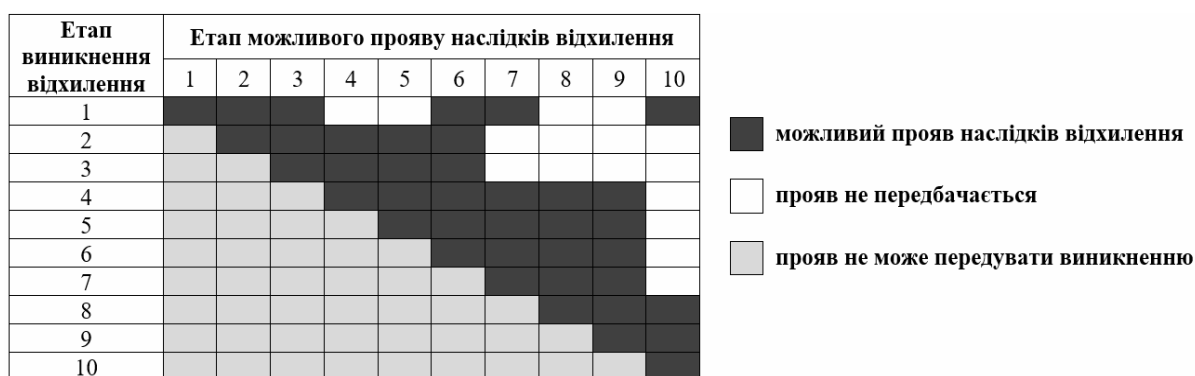 Етап
виникнення
відхилення
Етап можливого прояву наслідків відхилення
1 2 3 4 5 6 7 8 9 10
1
2
3
4
5
6
7
8
9
10
можливий прояв наслідків відхилення
прояв не передбачається
прояв не може передувати виникненню